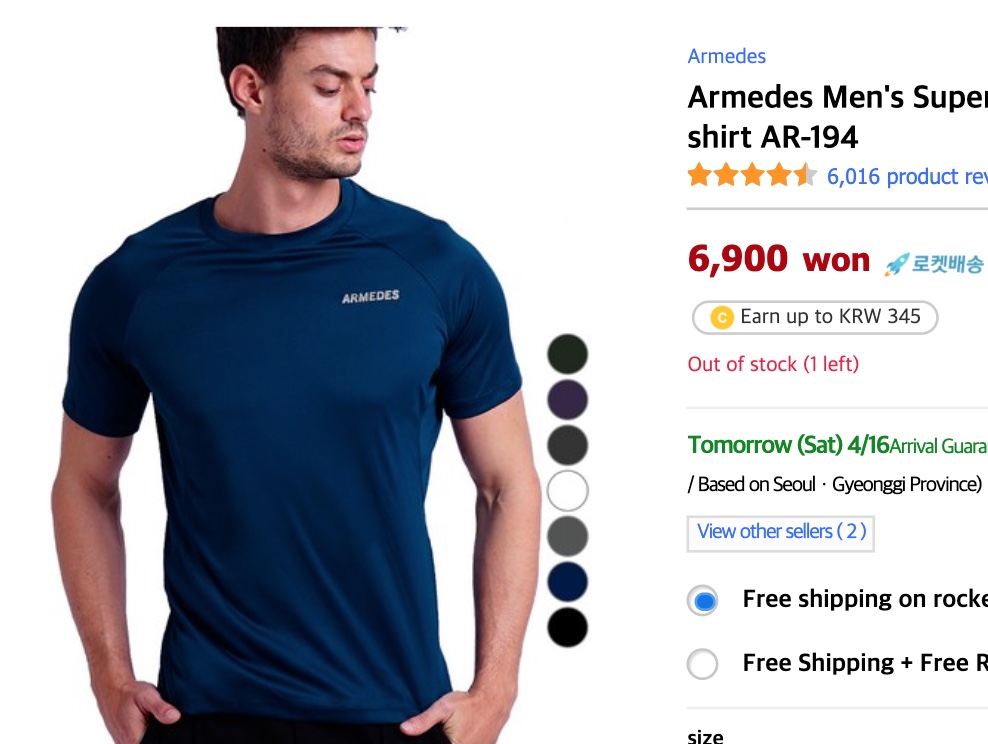 ARMEDES
Armedes
Armedes Men's Super
shirt AR-194
6,016 product rev
6,900 won 로켓배송
C Earn up to KRW 345
Out of stock (1 left)
Tomorrow (Sat) 4/16 Arrival Guara
/ Based on Seoul · Gyeonggi Province)
View other sellers ( 2 )
Free shipping on rocke
Free Shipping + Free R
size